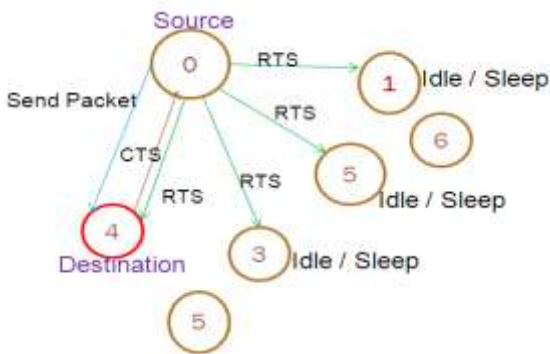 Source
0
RTS
1
Idle / Sleep
Send Packet
RTS
6
CTS
RTS
RTS
5
Idle / Sleep
4
Destination
3
Idle / Sleep
5